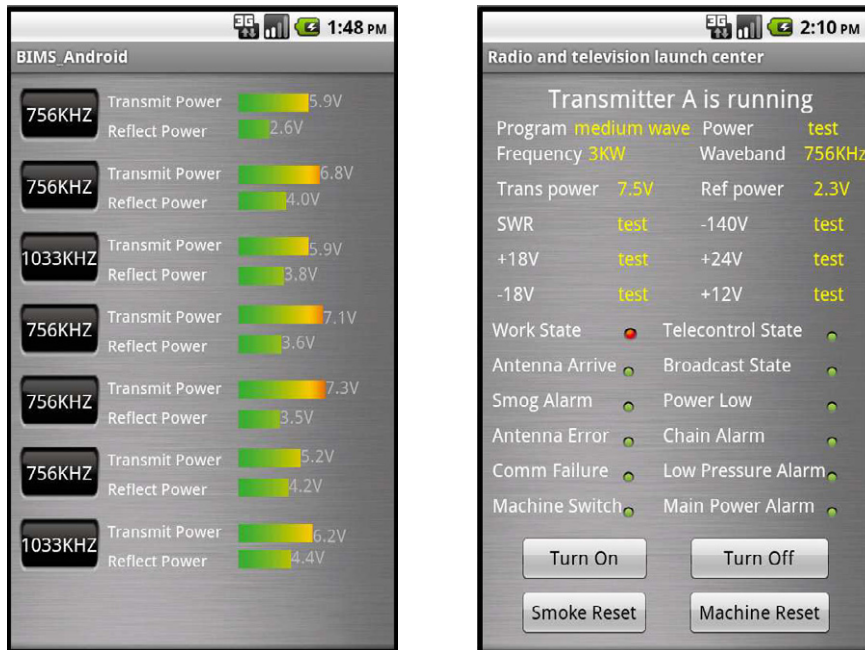 3G 1:48 PM
BIMS_Android
756KHZ
Transmit Power 5.9V
Reflect Power 2.6V
756KHZ
Transmit Power 6.8V
Reflect Power 4.0V
1033KHZ
Transmit Power 5.9V
Reflect Power 3.8V
756KHZ
Transmit Power 7.1V
Reflect Power 3.6V
756KHZ
Transmit Power 7.3V
Reflect Power 3.5V
756KHZ
Transmit Power 5.2V
Reflect Power 4.2V
1033KHZ
Transmit Power 6.2V
Reflect Power 4.4V
3G 2:10 PM
Radio and television launch center
Transmitter A is running
Program medium wave Power test
Frequency 3KW Waveband 756KHz
Trans power 7.5V Ref power 2.3V
SWR test -140V test
+18V test +24V test
-18V test +12V test
Work State Telecontrol State
Antenna Arrive Broadcast State
Smog Alarm Power Low
Antenna Error Chain Alarm
Comm Failure Low Pressure Alarm
Machine Switch Main Power Alarm
Turn On Turn Off
Smoke Reset Machine Reset